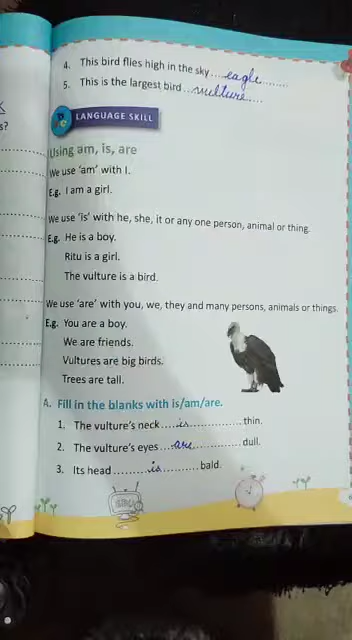 4. This bird flies high in the sky....eagle.......
5. This is the largest bird...vulture....
LANGUAGE SKILL
Using am, is, are
We use 'am' with I.
E.g. I am a girl.
We use 'is' with he, she, it or any one person, animal or thing.
E.g. He is a boy.
Ritu is a girl.
The vulture is a bird.
We use 'are' with you, we, they and many persons, animals or things.
E.g. You are a boy.
We are friends.
Vultures are big birds.
Trees are tall.
A. Fill in the blanks with is/am/are.
1. The vulture's neck....is...............thin.
2. The vulture's eyes....are.............dull.
3. Its head..........is..........bald.